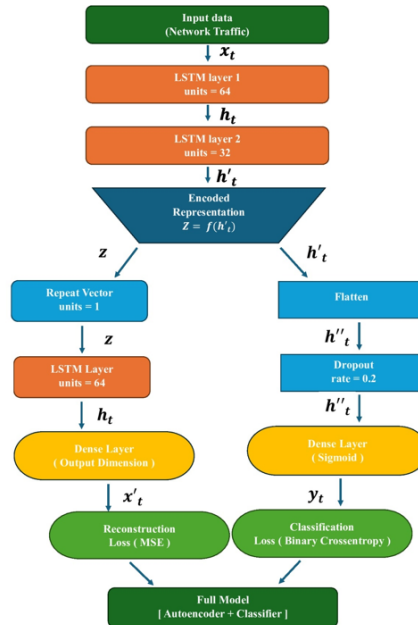 Input data
(Network Traffic)
x_t
LSTM layer 1
units = 64
h_t
LSTM layer 2
units = 32
h'_t
Encoded
Representation
Z = f(h'_t)
z
h'_t
Repeat Vector
units = 1
Flatten
z
h''_t
LSTM Layer
units = 64
Dropout
rate = 0.2
h_t
h''_t
Dense Layer
( Output Dimension )
Dense Layer
( Sigmoid )
x'_t
y_t
Reconstruction
Loss ( MSE )
Classification
Loss ( Binary Crossentropy )
Full Model
[ Autoencoder + Classifier ]